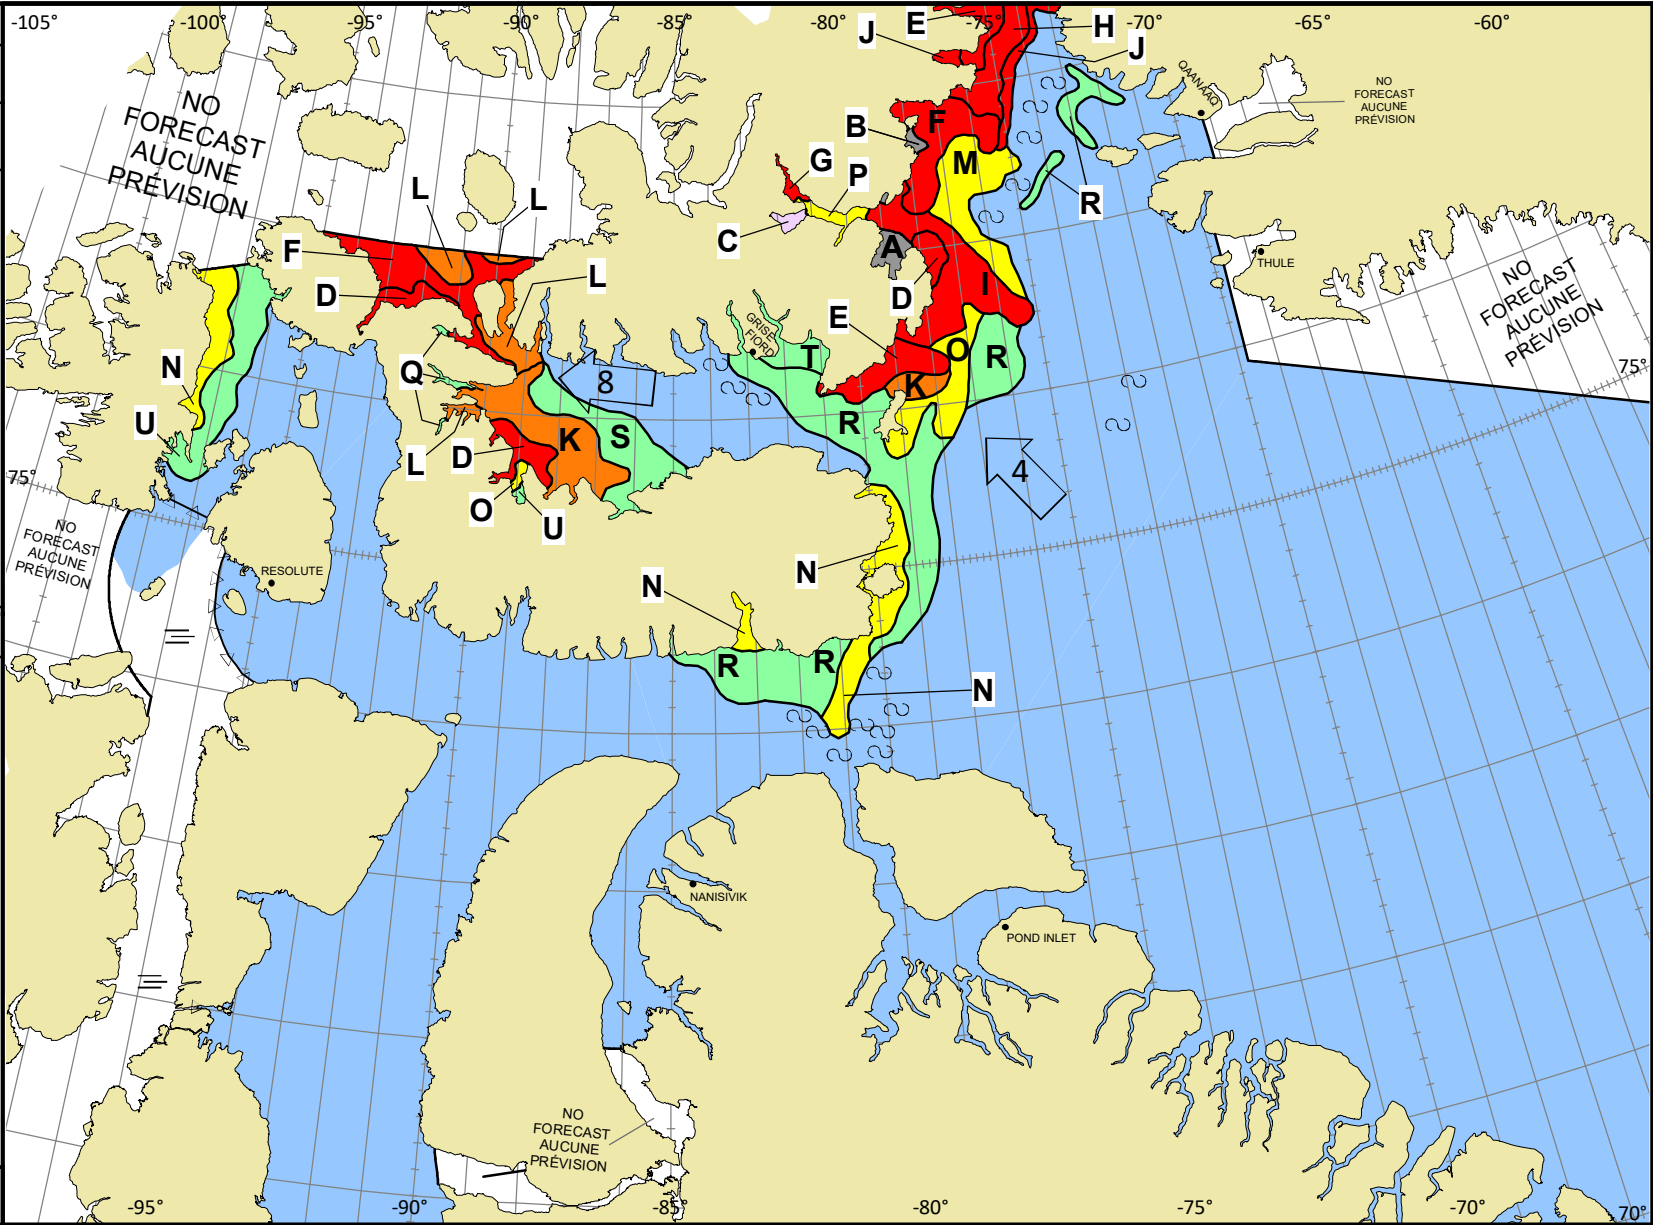 -105° -100° -95° -90° -85° -80° -75° -70° -65° -60°
E
H
J
J
NO
FORECAST
AUCUNE
PRÉVISION
QAANAAQ
NO
FORECAST
AUCUNE
PRÉVISION
B
F
G
M
P
L
L
R
C
A
F
THULE
L
D
I
D
NO
FORECAST
AUCUNE
PRÉVISION
E
GRISE
FIORD
T
O
R
N
Q
8
K
75°
R
U
K
S
L
D
4
75°
O
U
NO
FORECAST
AUCUNE
PRÉVISION
RESOLUTE
N
N
R
R
N
NANISIVIK
POND INLET
NO
FORECAST
AUCUNE
PRÉVISION
-95° -90° -85° -80° -75° -70° 70°